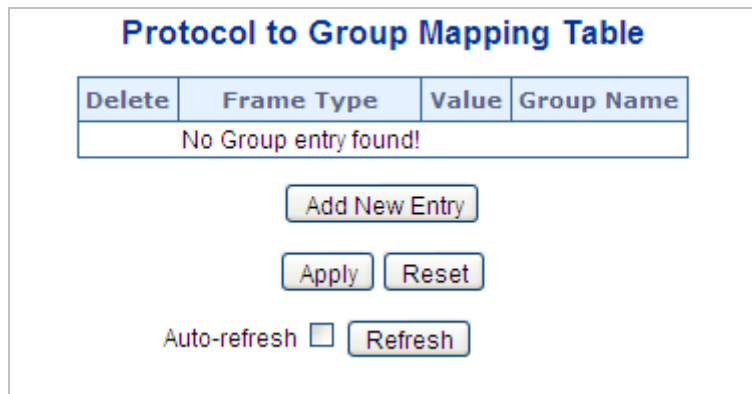 Protocol to Group Mapping Table
Delete Frame Type Value Group Name
No Group entry found!
Add New Entry
Apply Reset
Auto-refresh Refresh